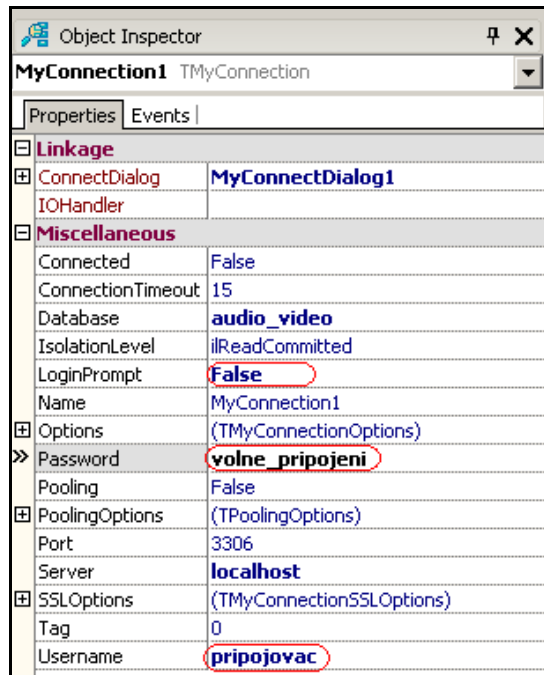 Object Inspector
MyConnection1 TMyConnection
Properties Events
Linkage
ConnectDialog MyConnectDialog1
IOHandler
Miscellaneous
Connected False
ConnectionTimeout 15
Database audio_video
IsolationLevel ilReadCommitted
LoginPrompt False
Name MyConnection1
Options (TMyConnectionOptions)
Password volne_pripojeni
Pooling False
PoolingOptions (TPoolingOptions)
Port 3306
Server localhost
SSLOptions (TMyConnectionSSLOptions)
Tag 0
Username pripojovac